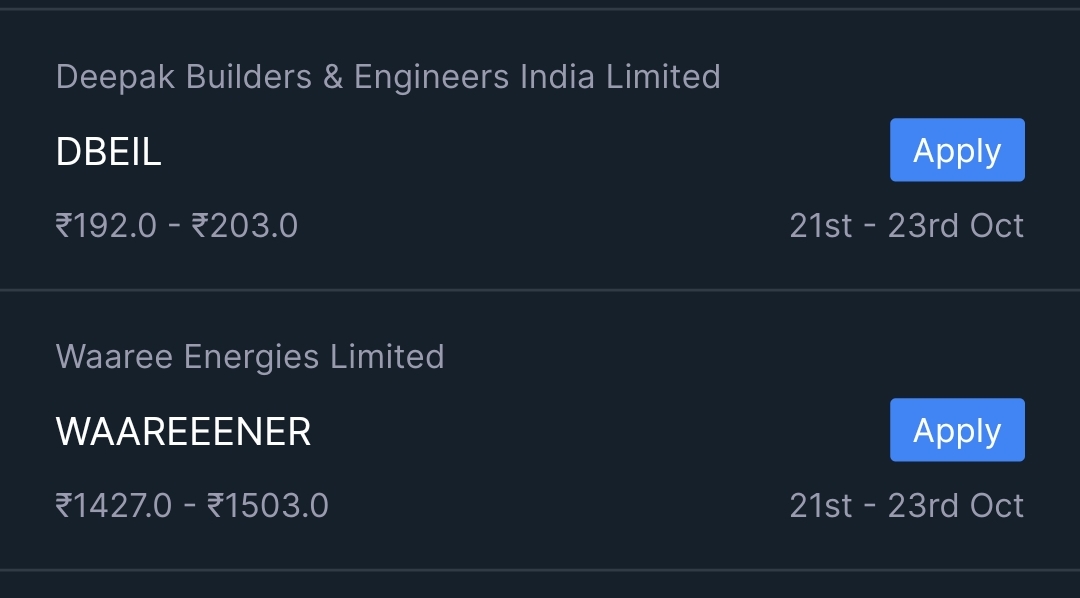 Deepak Builders & Engineers India Limited
DBEIL
Apply
₹192.0 - ₹203.0
21st - 23rd Oct
Waaree Energies Limited
WAAREEENER
Apply
₹1427.0 - ₹1503.0
21st - 23rd Oct